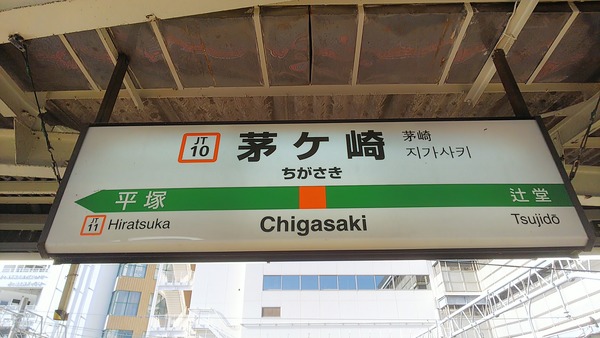 JT
10
茅ケ崎
茅崎
지가사키
ちがさき
平塚
辻堂
JT
11
Hiratsuka
Chigasaki
Tsujidō